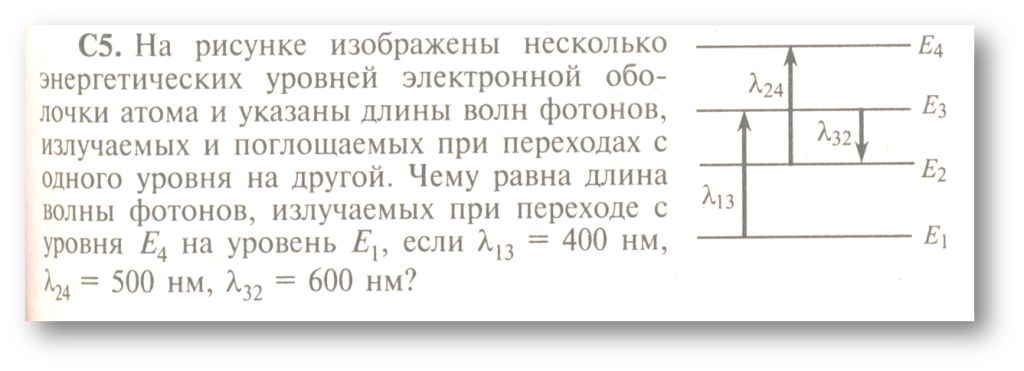 С5. На рисунке изображены несколько
энергетических уровней электронной обо-
лочки атома и указаны длины волн фотонов,
излучаемых и поглощаемых при переходах с
одного уровня на другой. Чему равна длина
волны фотонов, излучаемых при переходе с
уровня E₄ на уровень E₁, если λ₁₃ = 400 нм,
λ₂₄ = 500 нм, λ₃₂ = 600 нм?
E₄
λ₂₄
E₃
λ₃₂
E₂
λ₁₃
E₁